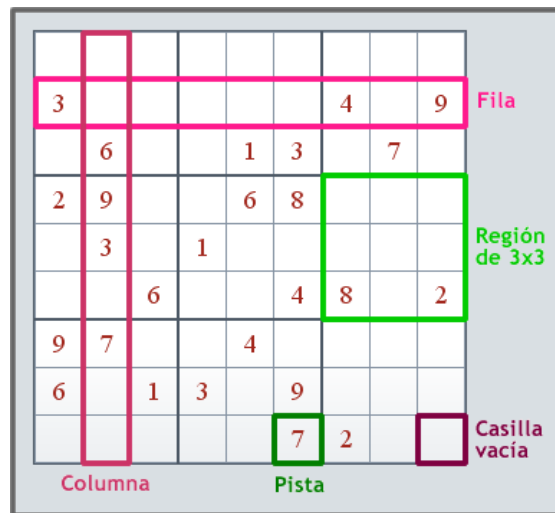 3 4 9 Fila
6 1 3 7
2 9 6 8
3 1 Región
de 3x3
6 4 8 2
9 7 4
6 1 3 9
7 2 Casilla
vacía
Columna Pista